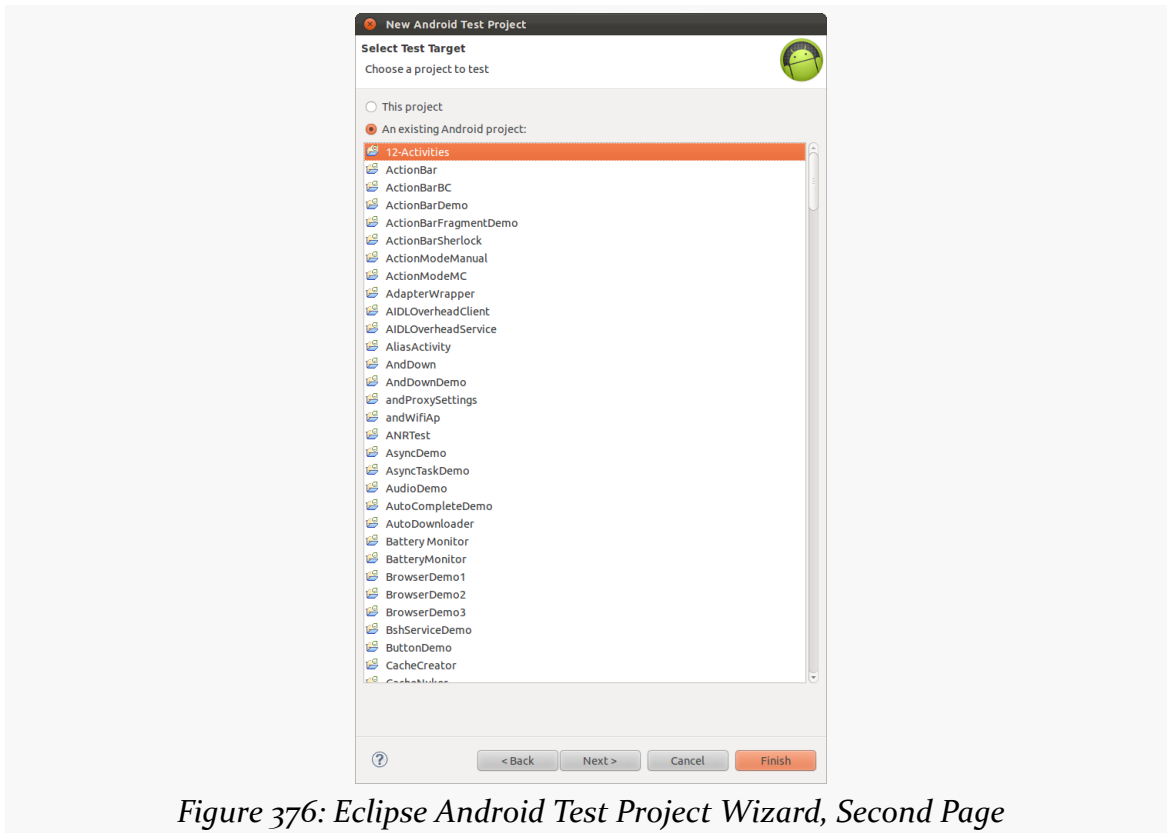 New Android Test Project
Select Test Target
Choose a project to test
This project
An existing Android project:
12-Activities
ActionBar
ActionBarBC
ActionBarDemo
ActionBarFragmentDemo
ActionBarSherlock
ActionModeManual
ActionModeMC
AdapterWrapper
AIDLOverheadClient
AIDLOverheadService
AliasActivity
AndDown
AndDownDemo
andProxySettings
andWifiAp
ANRTest
AsyncDemo
AsyncTaskDemo
AudioDemo
AutoCompleteDemo
AutoDownloader
Battery Monitor
BatteryMonitor
BrowserDemo1
BrowserDemo2
BrowserDemo3
BshServiceDemo
ButtonDemo
CacheCreator
? < Back Next > Cancel Finish
Figure 376: Eclipse Android Test Project Wizard, Second Page